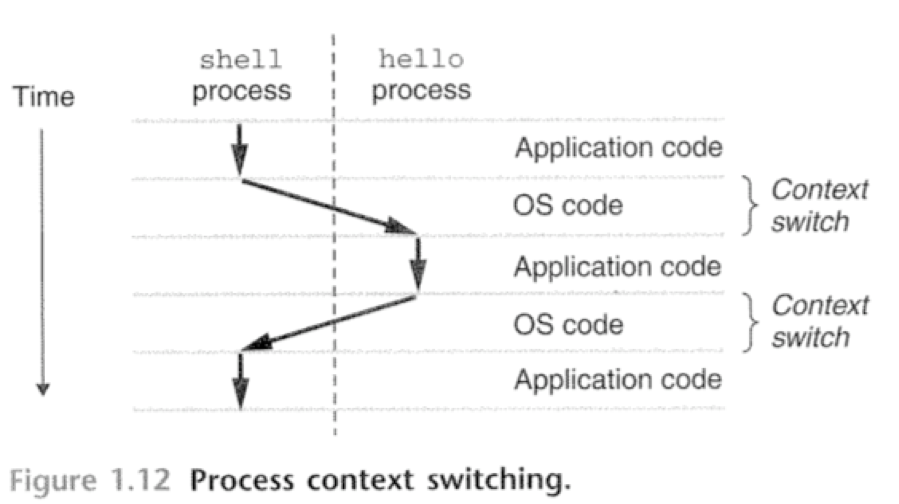 shell
process
hello
process
Time
Application code
OS code
Context
switch
Application code
OS code
Context
switch
Application code
Figure 1.12 Process context switching.